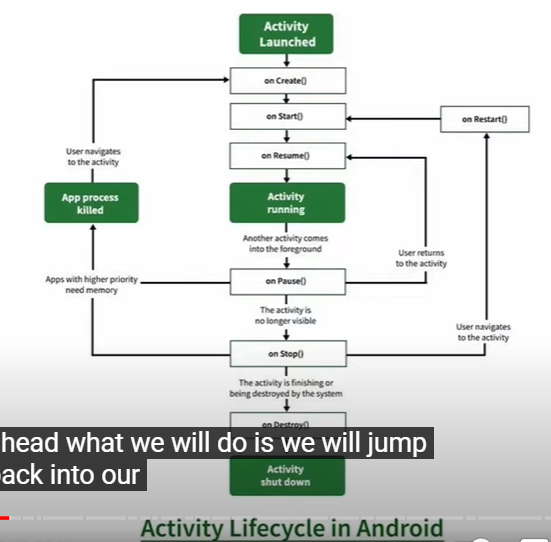 Activity
Launched
on Create()
on Start()
on Restart()
on Resume()
User navigates
to the activity
App process
killed
Activity
running
Another activity comes
into the foreground
User returns
to the activity
Apps with higher priority
need memory
on Pause()
The activity is
no longer visible
User navigates
to the activity
on Stop()
The activity is finishing or
being destroyed by the system
on Destroy()
head what we will do is we will jump
ack into our
Activity
shut down
Activity Lifecycle in Android